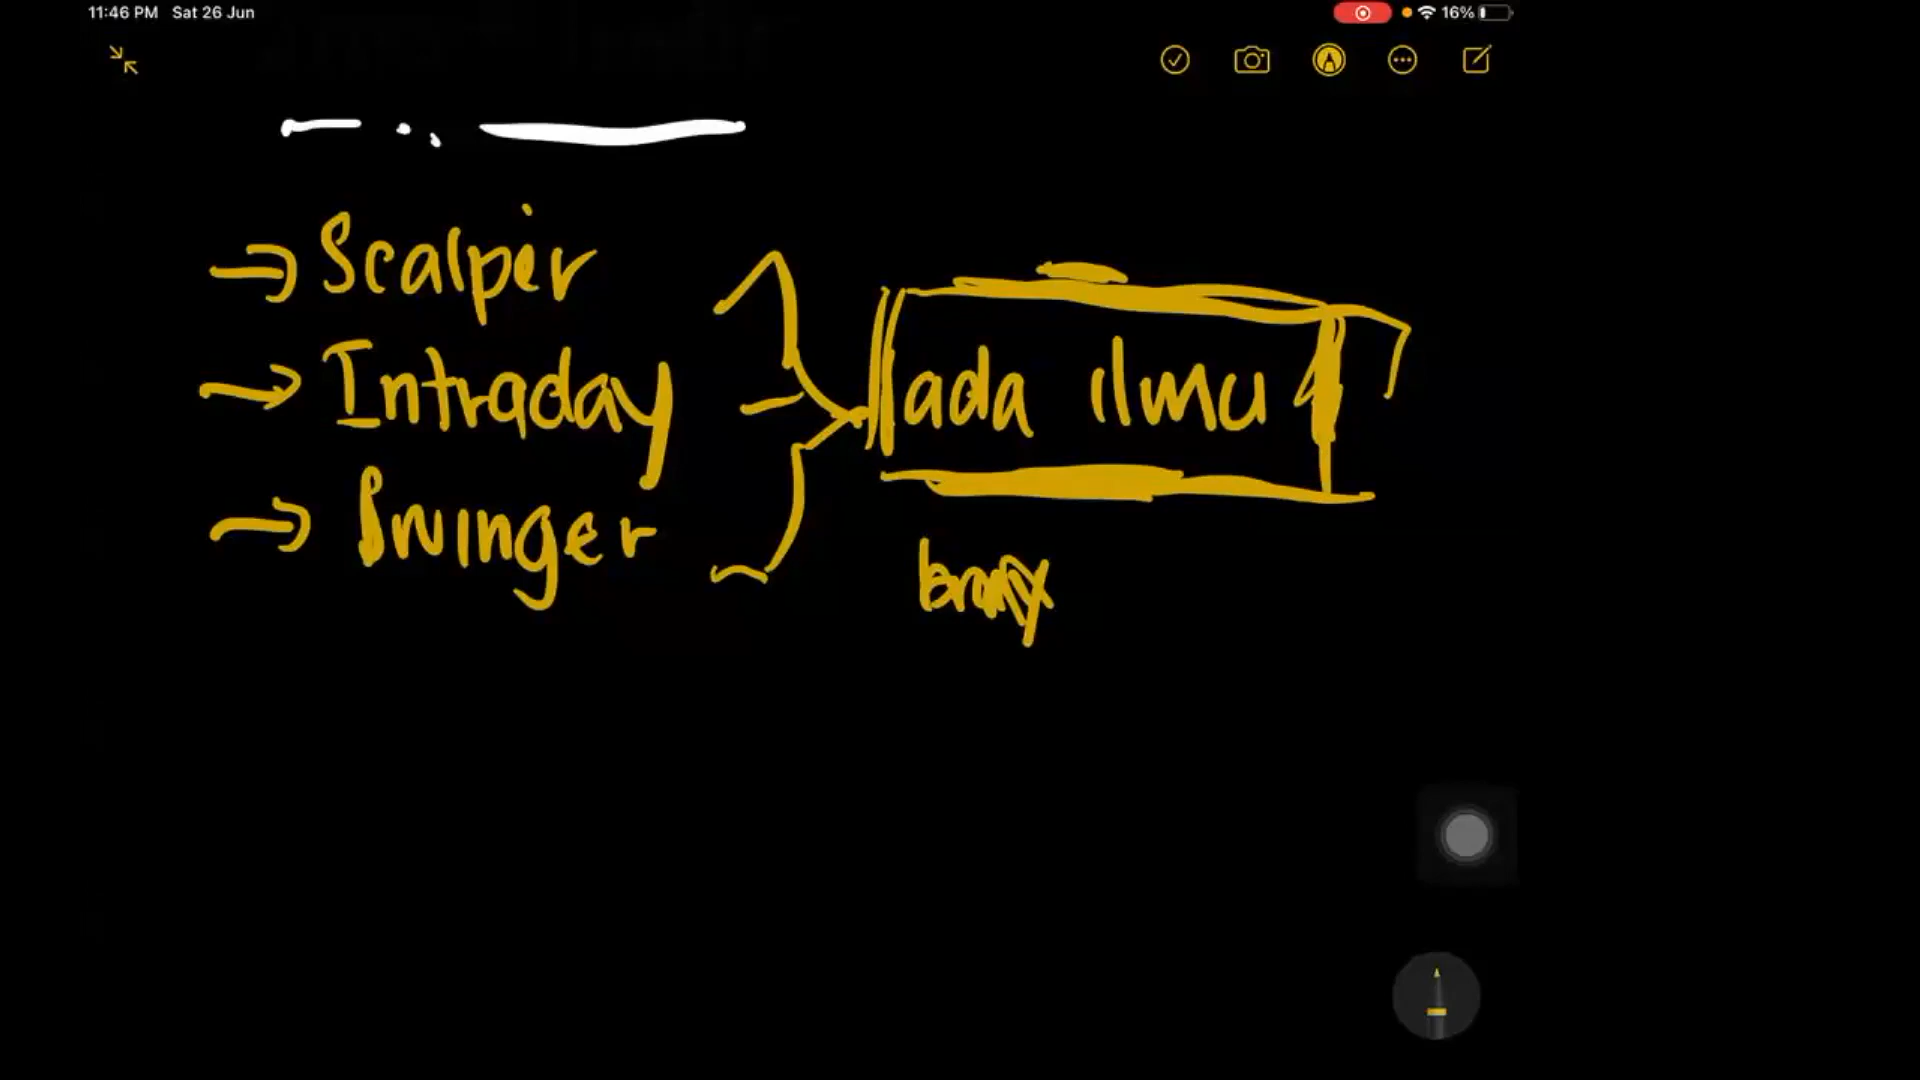 11:46 PM Sat 26 Jun
16%
→ Scalper
→ Intraday
→ Swinger
ada ilmu